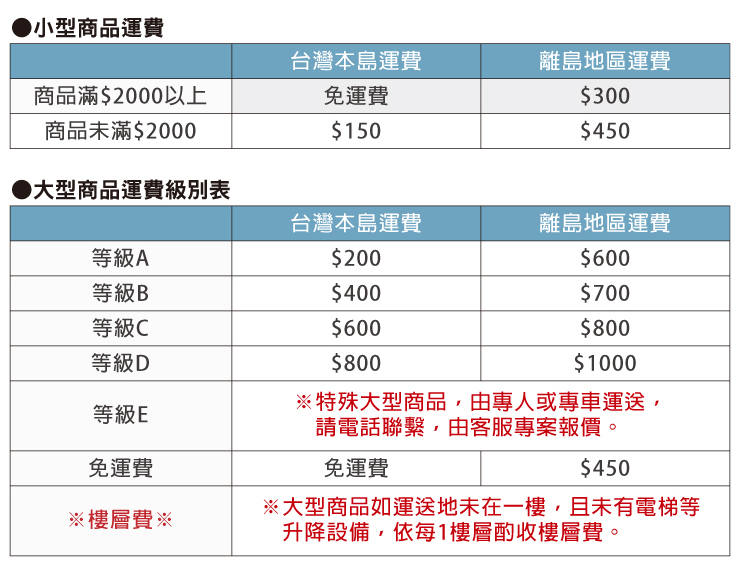 ●小型商品運費
台灣本島運費 離島地區運費
商品滿$2000以上 免運費 $300
商品未滿$2000 $150 $450
●大型商品運費級別表
台灣本島運費 離島地區運費
等級A $200 $600
等級B $400 $700
等級C $600 $800
等級D $800 $1000
等級E ※特殊大型商品，由專人或專車運送，
請電話聯繫，由客服專案報價。
免運費 免運費 $450
※樓層費※ ※大型商品如運送地未在一樓，且未有電梯等
升降設備，依每1樓層酌收樓層費。